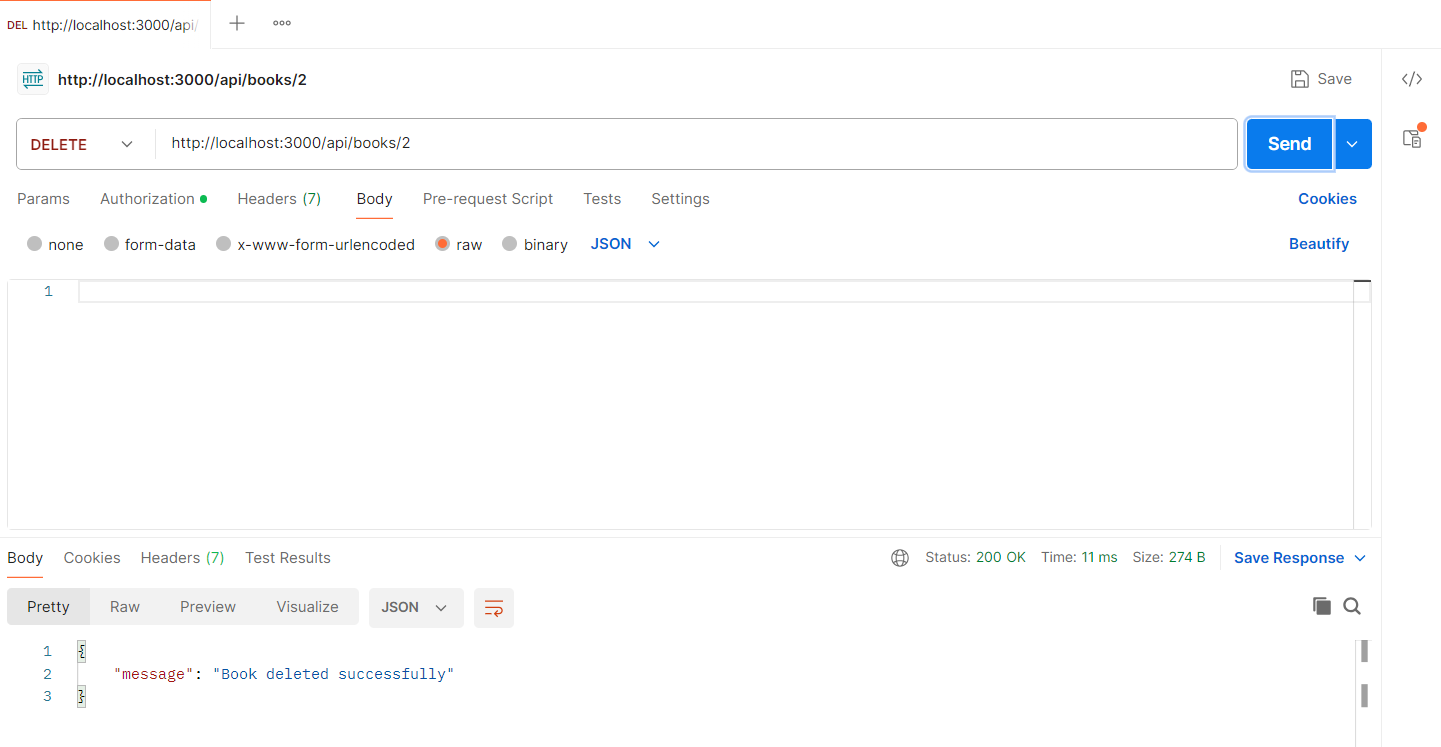 DEL http://localhost:3000/api/
HTTP http://localhost:3000/api/books/2 Save </>
DELETE http://localhost:3000/api/books/2 Send
Params Authorization Headers (7) Body Pre-request Script Tests Settings Cookies
none form-data x-www-form-urlencoded raw binary JSON Beautify
1
Body Cookies Headers (7) Test Results Status: 200 OK Time: 11 ms Size: 274 B Save Response
Pretty Raw Preview Visualize JSON
1 {
2 "message": "Book deleted successfully"
3 }